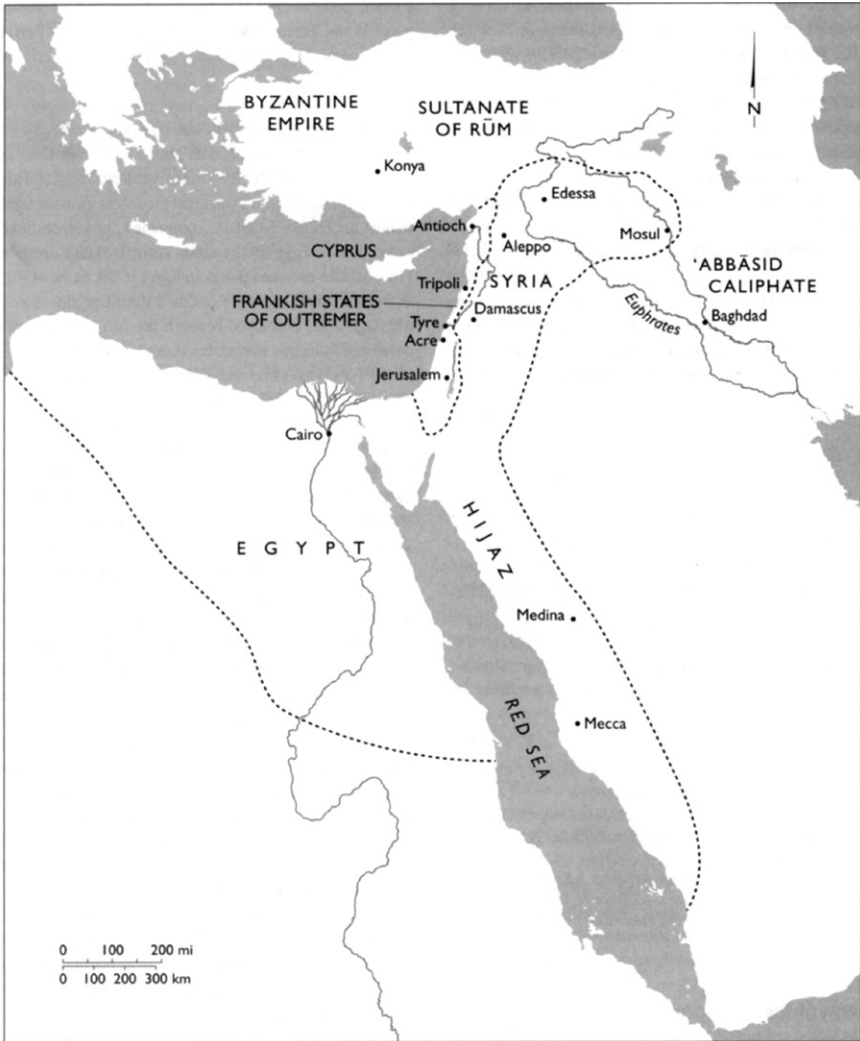 BYZANTINE
EMPIRE
SULTANATE
OF RŪM
N
Konya
Edessa
Antioch
Aleppo
Mosul
CYPRUS
ʿABBĀSID
CALIPHATE
Tripoli
SYRIA
FRANKISH STATES
OF OUTREMER
Damascus
Euphrates
Baghdad
Tyre
Acre
Jerusalem
Cairo
HIJAZ
EGYPT
Medina
RED SEA
Mecca
0 100 200 mi
0 100 200 300 km